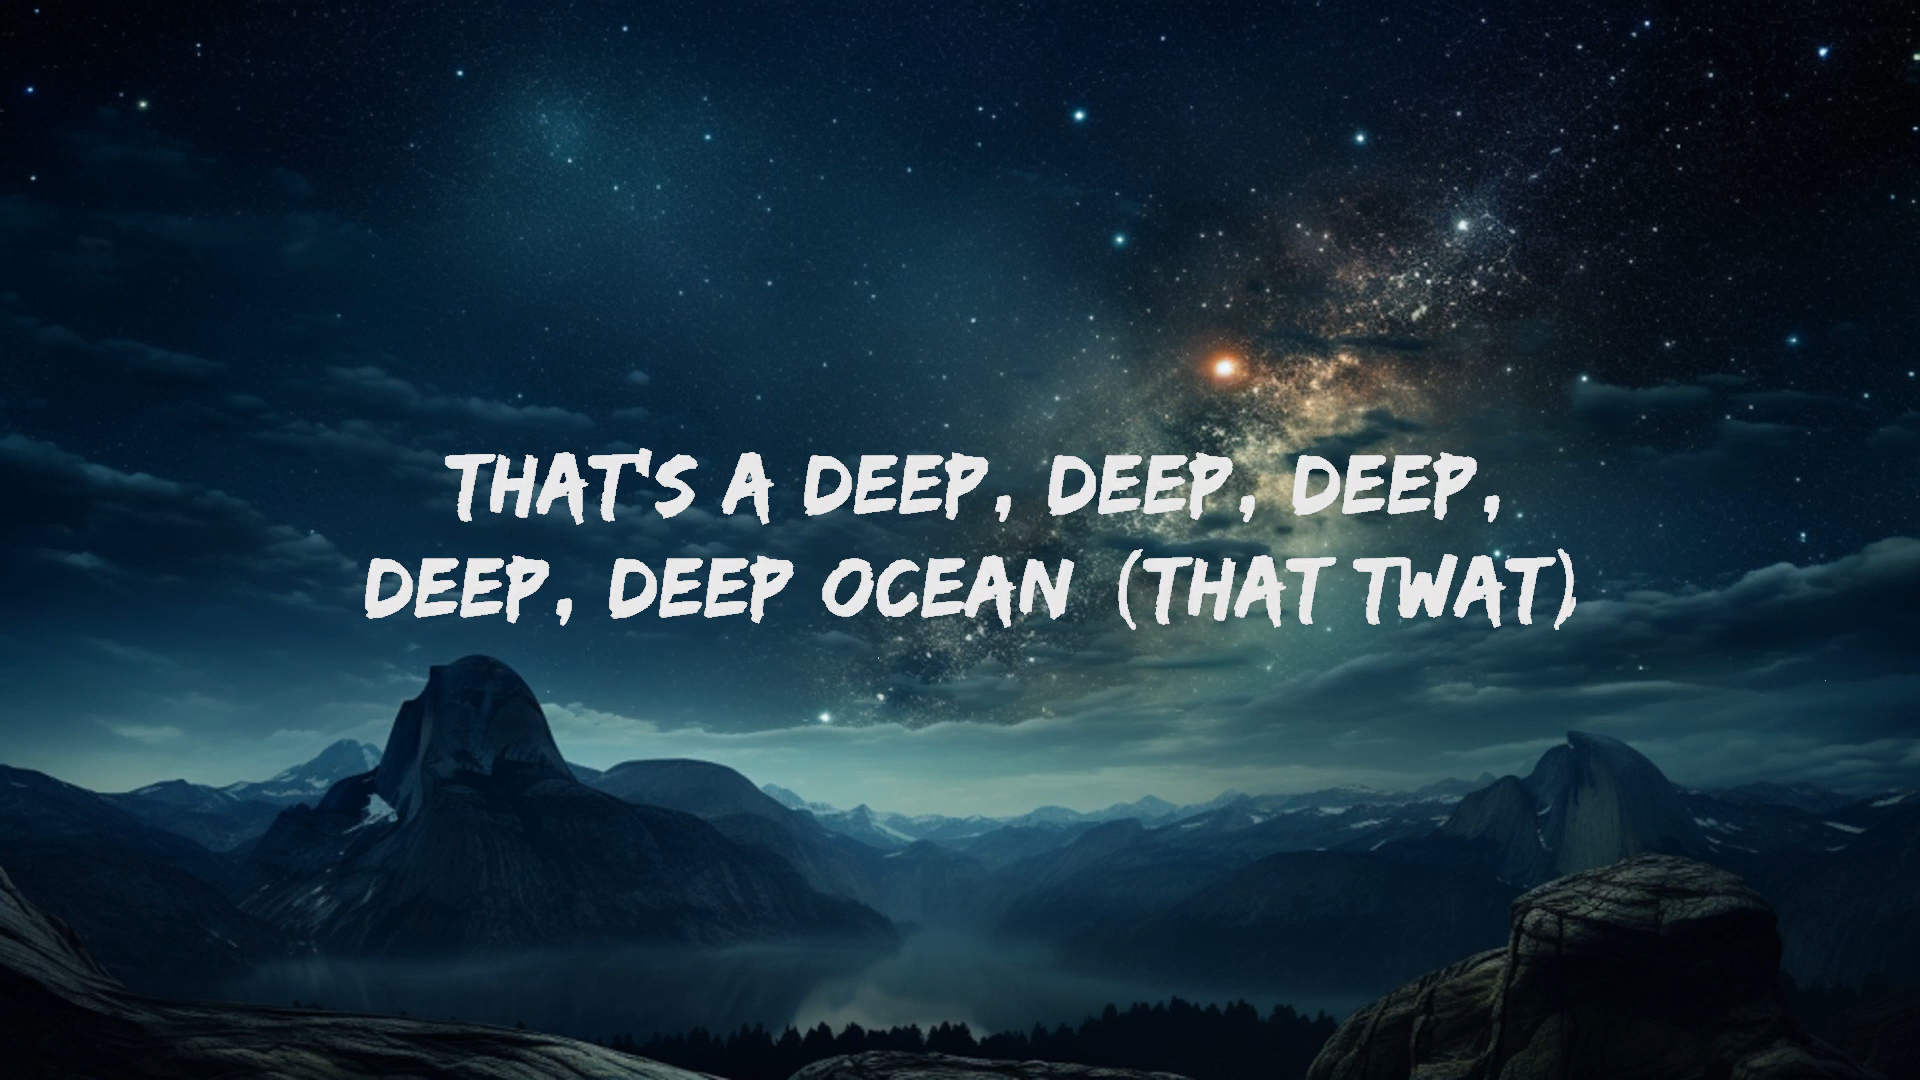 THAT'S A DEEP, DEEP, DEEP,
DEEP, DEEP OCEAN (THAT TWAT)